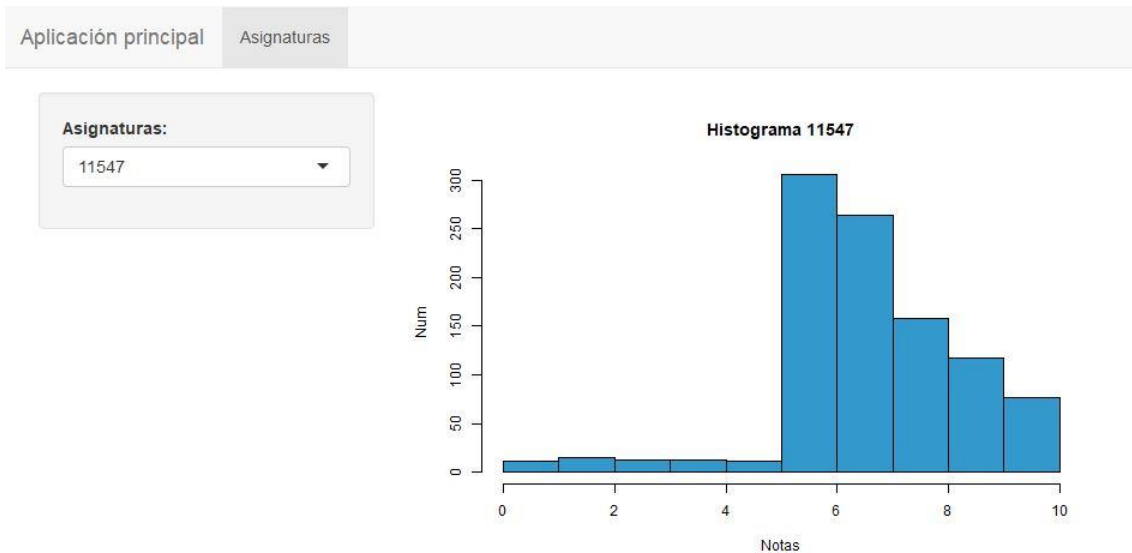 Aplicación principal
Asignaturas
Asignaturas:
11547
Histograma 11547
Num
300
250
200
150
100
50
0
0 2 4 6 8 10
Notas